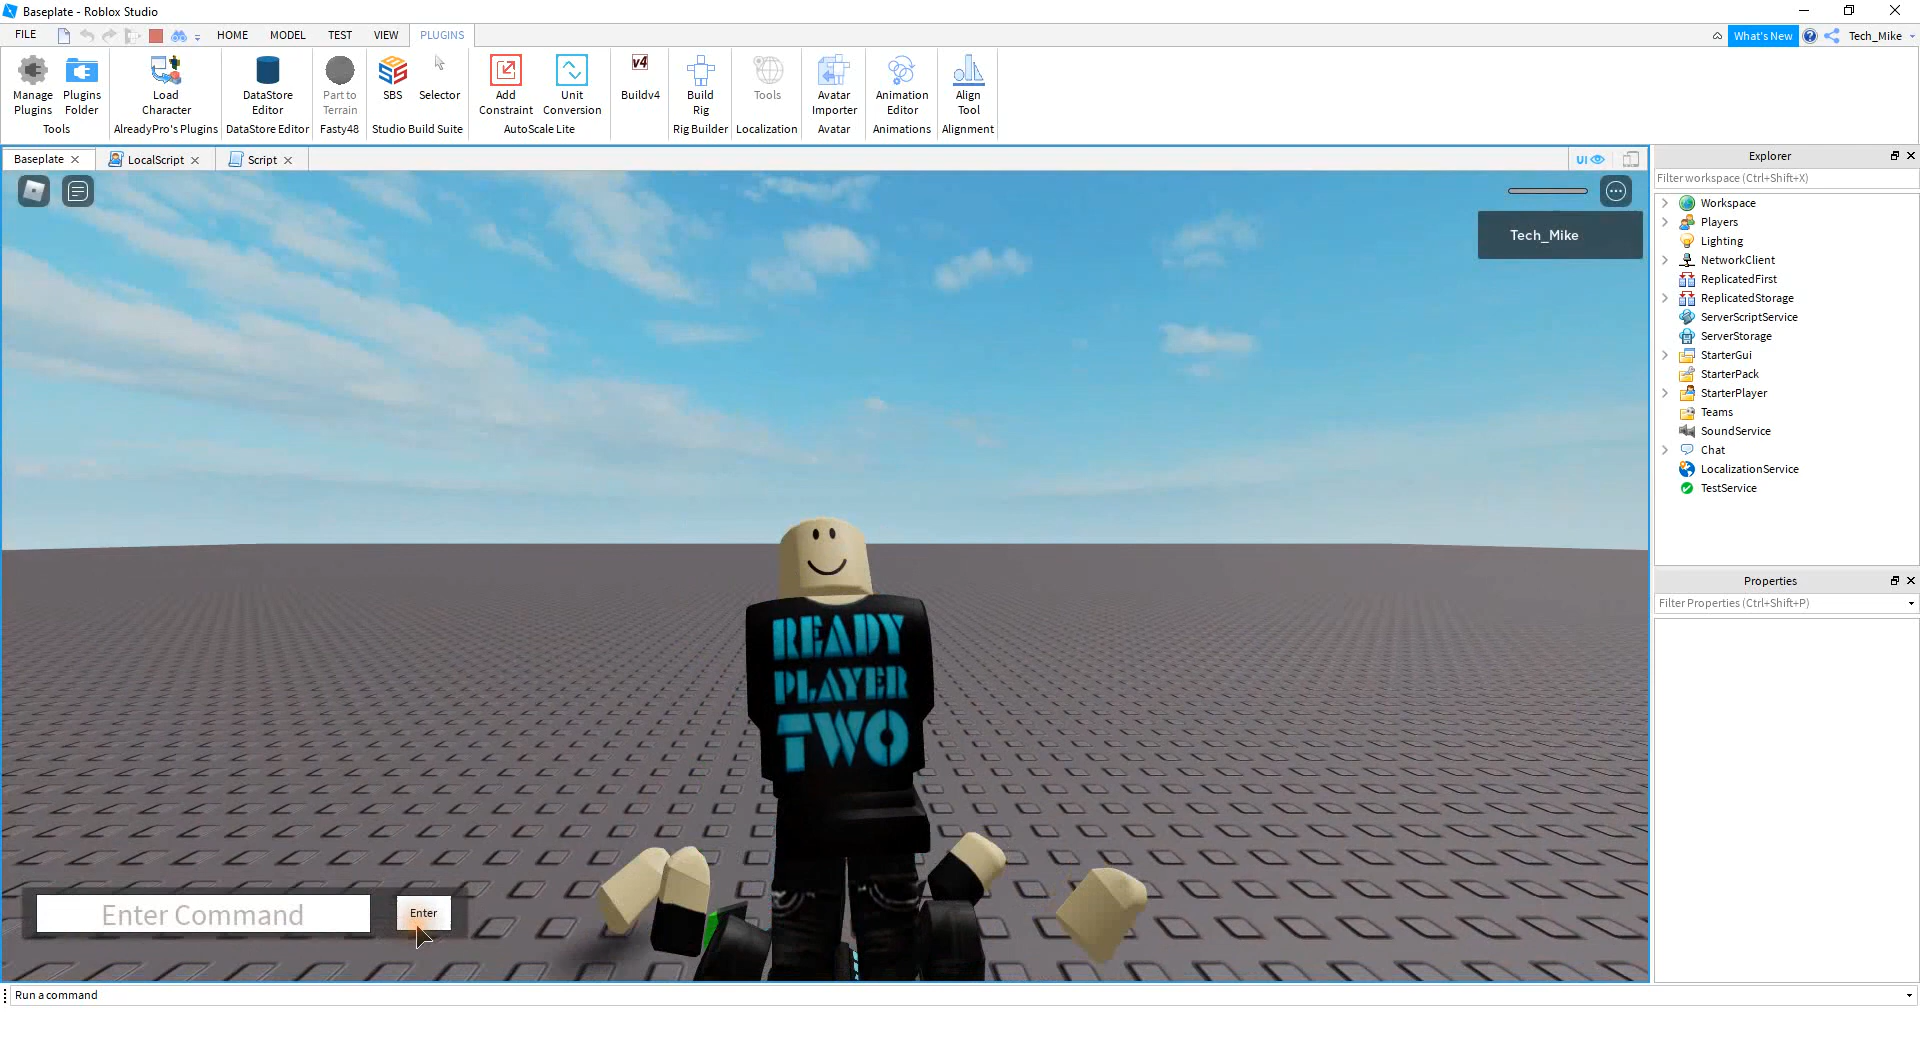 Baseplate - Roblox Studio
FILE HOME MODEL TEST VIEW PLUGINS What's New Tech_Mike
Manage Plugins
Plugins Folder
Tools
Load Character
AlreadyPro's Plugins
DataStore Editor
DataStore Editor
Part to Terrain
Fasty48
SBS
Selector
Studio Build Suite
Add Constraint
Unit Conversion
AutoScale Lite
v4
Buildv4
Build Rig
Rig Builder
Tools
Localization
Avatar Importer
Avatar
Animation Editor
Animations
Align Tool
Alignment
Baseplate LocalScript Script UI
Tech_Mike
READY
PLAYER
TWO
Enter Command
Enter
Run a command
Explorer
Filter workspace (Ctrl+Shift+X)
Workspace
Players
Lighting
NetworkClient
ReplicatedFirst
ReplicatedStorage
ServerScriptService
ServerStorage
StarterGui
StarterPack
StarterPlayer
Teams
SoundService
Chat
LocalizationService
TestService
Properties
Filter Properties (Ctrl+Shift+P)